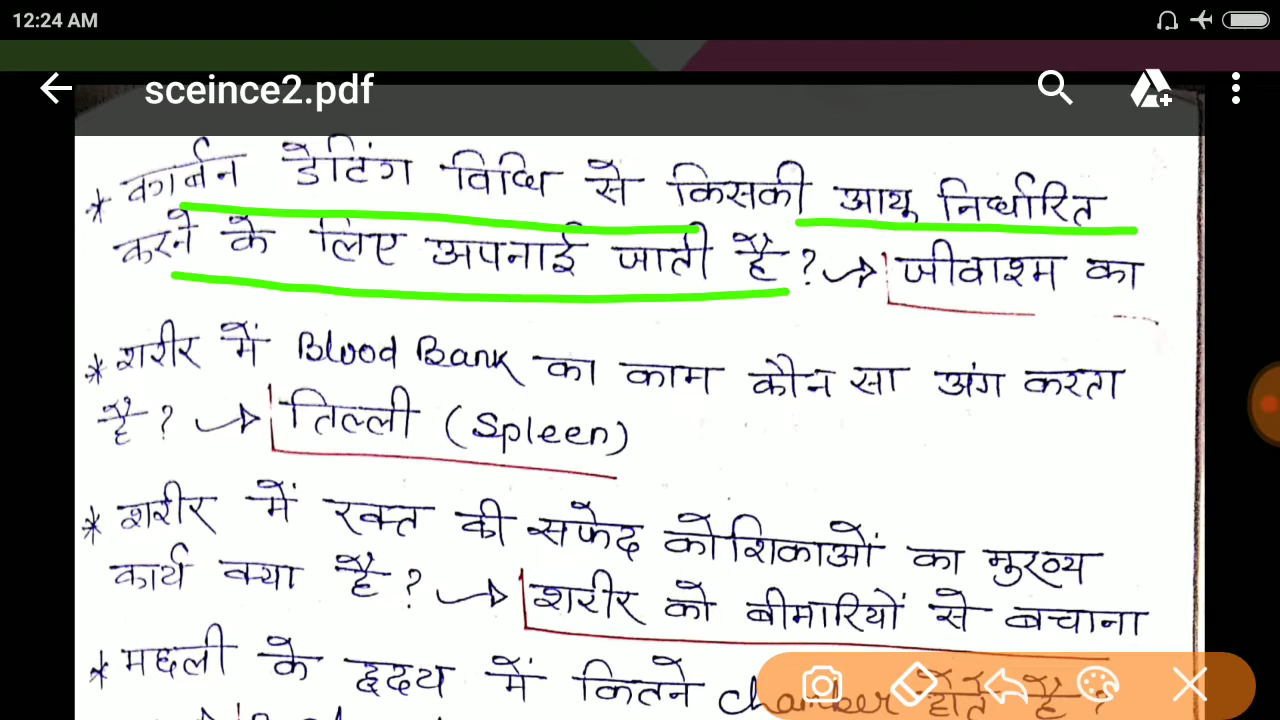 12:24 AM
sceince2.pdf
* कार्बन डेटिंग विधि से किसकी आयु निर्धारित
करने के लिए अपनाई जाती है ? → जीवाश्म का
* शरीर में Blood Bank का काम कौन सा अंग करता
है ? → तिल्ली (Spleen)
* शरीर में रक्त की सफेद कोशिकाओं का मुख्य
कार्य क्या है ? → शरीर को बीमारियों से बचाना
* मछली के हृदय में कितने chamber होते है ?